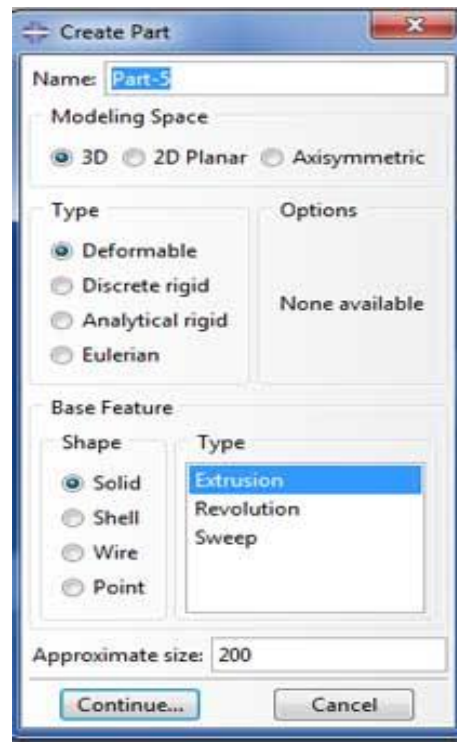 Create Part
Name: Part-5
Modeling Space
3D 2D Planar Axisymmetric
Type
Deformable
Discrete rigid
Analytical rigid
Eulerian
Options
None available
Base Feature
Shape
Solid
Shell
Wire
Point
Type
Extrusion
Revolution
Sweep
Approximate size: 200
Continue... Cancel